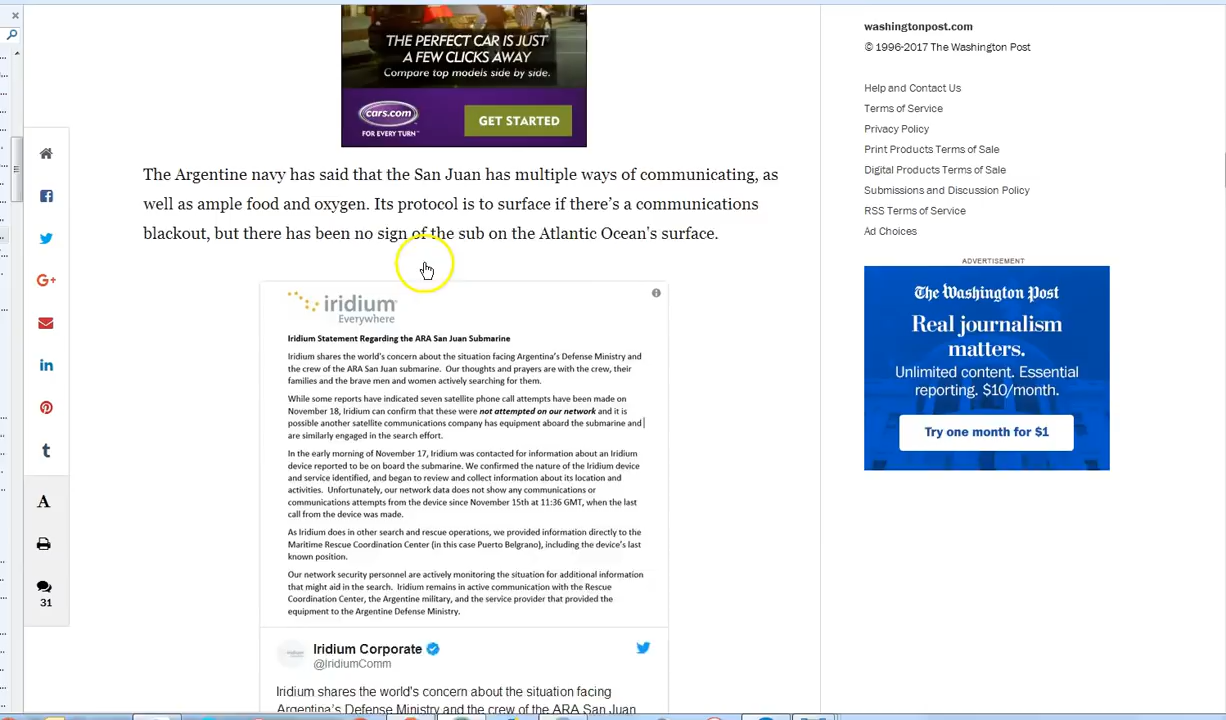 THE PERFECT CAR IS JUST
A FEW CLICKS AWAY
Compare top models side by side.
cars.com
FOR EVERY TURN™
GET STARTED
The Argentine navy has said that the San Juan has multiple ways of communicating, as
well as ample food and oxygen. Its protocol is to surface if there's a communications
blackout, but there has been no sign of the sub on the Atlantic Ocean's surface.
iridium
Everywhere
Iridium Statement Regarding the ARA San Juan Submarine
Iridium shares the world's concern about the situation facing Argentina's Defense Ministry and
the crew of the ARA San Juan submarine. Our thoughts and prayers are with the crew, their
families and the brave men and women actively searching for them.
While some reports have indicated seven satellite phone call attempts have been made on
November 18, Iridium can confirm that these were not attempted on our network and it is
possible another satellite communications company has equipment aboard the submarine and
are similarly engaged in the search effort.
In the early morning of November 17, Iridium was contacted for information about an Iridium
device reported to be on board the submarine. We confirmed the nature of the Iridium device
and service identified, and began to review and collect information about its location and
activities. Unfortunately, our network data does not show any communications or
communications attempts from the device since November 15th at 11:36 GMT, when the last
call from the device was made.
As Iridium does in other search and rescue operations, we provided information directly to the
Maritime Rescue Coordination Center (in this case Puerto Belgrano), including the device's last
known position.
Our network security personnel are actively monitoring the situation for additional information
that might aid in the search. Iridium remains in active communication with the Rescue
Coordination Center, the Argentine military, and the service provider that provided the
equipment to the Argentine Defense Ministry.
Iridium Corporate
@IridiumComm
Iridium shares the world's concern about the situation facing
Argentina's Defense Ministry and the crew of the ARA San Juan
G+
in
t
A
31
washingtonpost.com
© 1996-2017 The Washington Post
Help and Contact Us
Terms of Service
Privacy Policy
Print Products Terms of Sale
Digital Products Terms of Sale
Submissions and Discussion Policy
RSS Terms of Service
Ad Choices
ADVERTISEMENT
The Washington Post
Real journalism
matters.
Unlimited content. Essential
reporting. $10/month.
Try one month for $1